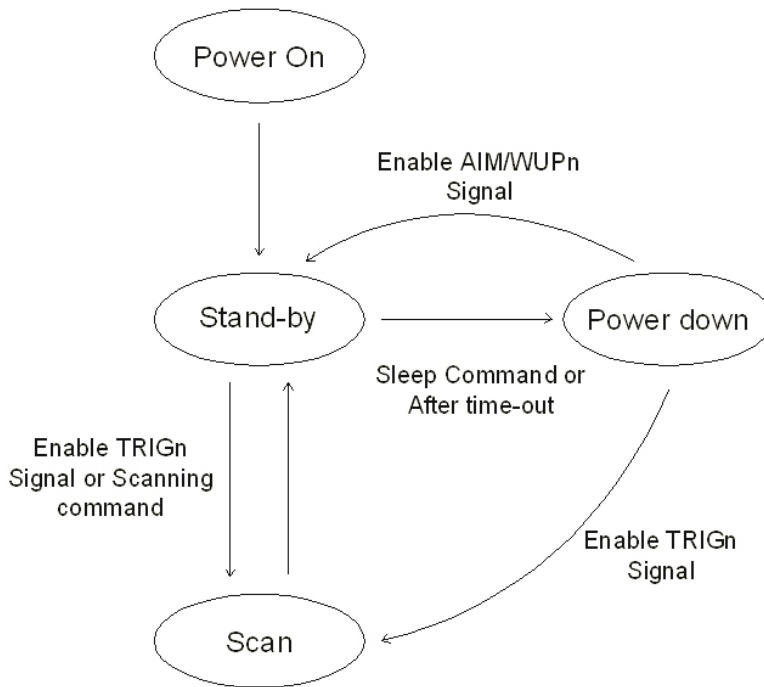 Power On
Enable AIM/WUPn
Signal
Stand-by
Power down
Sleep Command or
After time-out
Enable TRIGn
Signal or Scanning
command
Enable TRIGn
Signal
Scan